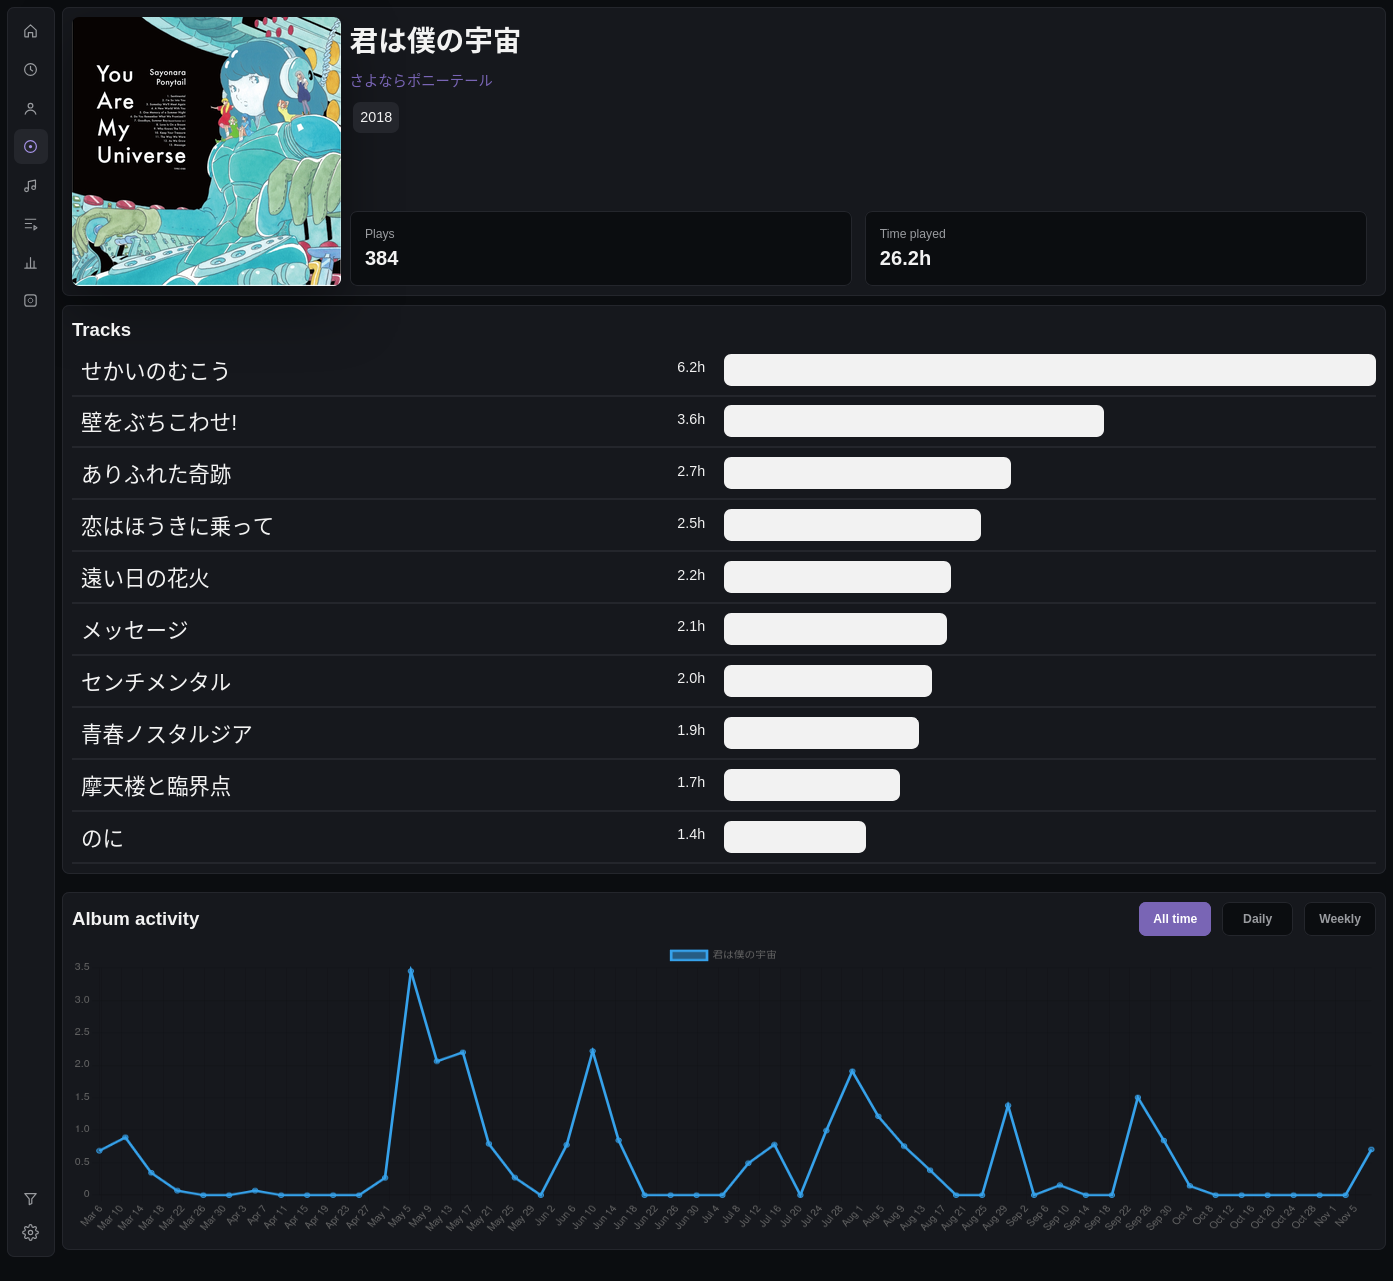 You
Are
My
Universe
Sayonara
Ponytail
君は僕の宇宙
さよならポニーテール
2018
Plays
384
Time played
26.2h
Tracks
せかいのむこう 6.2h
壁をぶちこわせ! 3.6h
ありふれた奇跡 2.7h
恋はほうきに乗って 2.5h
遠い日の花火 2.2h
メッセージ 2.1h
センチメンタル 2.0h
青春ノスタルジア 1.9h
摩天楼と臨界点 1.7h
のに 1.4h
Album activity
All time Daily Weekly
君は僕の宇宙
3.5
3.0
2.5
2.0
1.5
1.0
0.5
0
Mar 6 Mar 10 Mar 14 Mar 18 Mar 22 Mar 26 Mar 30 Apr 3 Apr 7 Apr 11 Apr 15 Apr 19 Apr 23 Apr 27 May 1 May 5 May 9 May 13 May 17 May 21 May 25 May 29 Jun 2 Jun 6 Jun 10 Jun 14 Jun 18 Jun 22 Jun 26 Jun 30 Jul 4 Jul 8 Jul 12 Jul 16 Jul 20 Jul 24 Jul 28 Aug 1 Aug 5 Aug 9 Aug 13 Aug 17 Aug 21 Aug 25 Aug 29 Sep 2 Sep 6 Sep 10 Sep 14 Sep 18 Sep 22 Sep 26 Sep 30 Oct 4 Oct 8 Oct 12 Oct 16 Oct 20 Oct 24 Oct 28 Nov 1 Nov 5